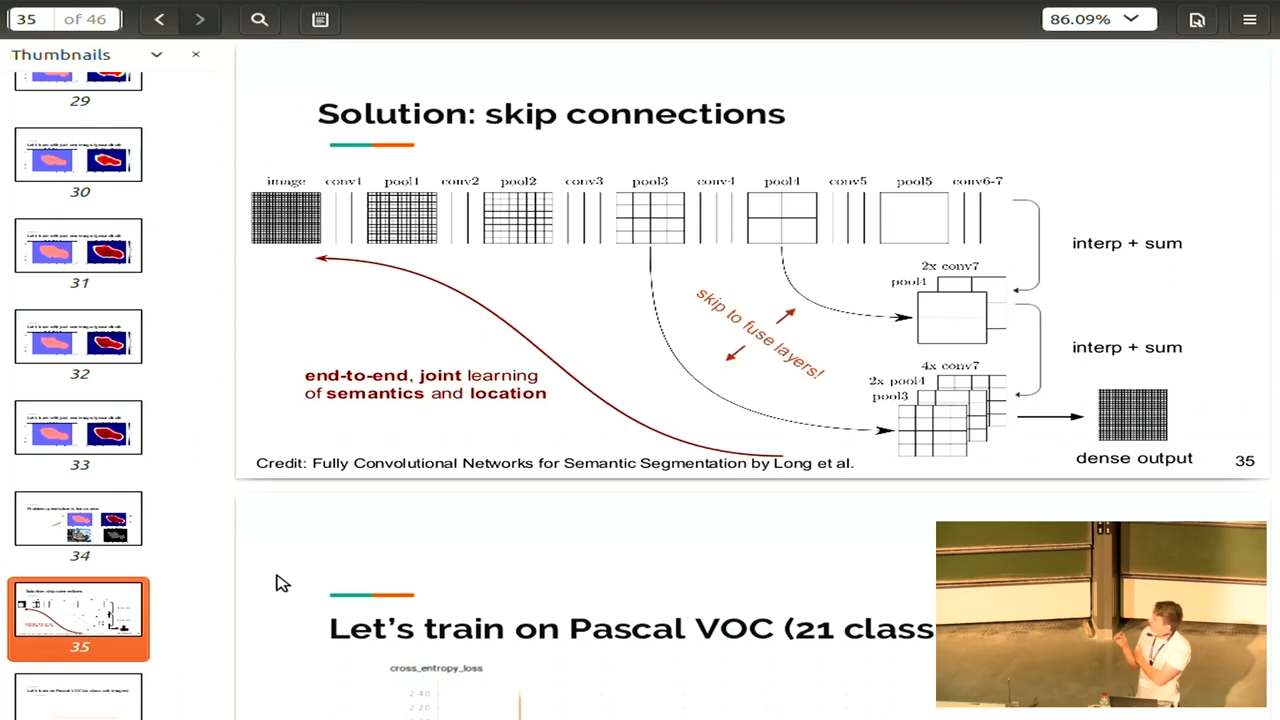 35 of 46
86.09%
Thumbnails
29
30
31
32
33
34
35
Solution: skip connections
image conv1 pool1 conv2 pool2 conv3 pool3 conv4 pool4 conv5 pool5 conv6-7
interp + sum
2x conv7
pool4
skip to fuse layers!
interp + sum
4x conv7
2x pool4
pool3
end-to-end, joint learning
of semantics and location
dense output
Credit: Fully Convolutional Networks for Semantic Segmentation by Long et al.
35
Let's train on Pascal VOC (21 class
cross_entropy_loss
2.40
2.20